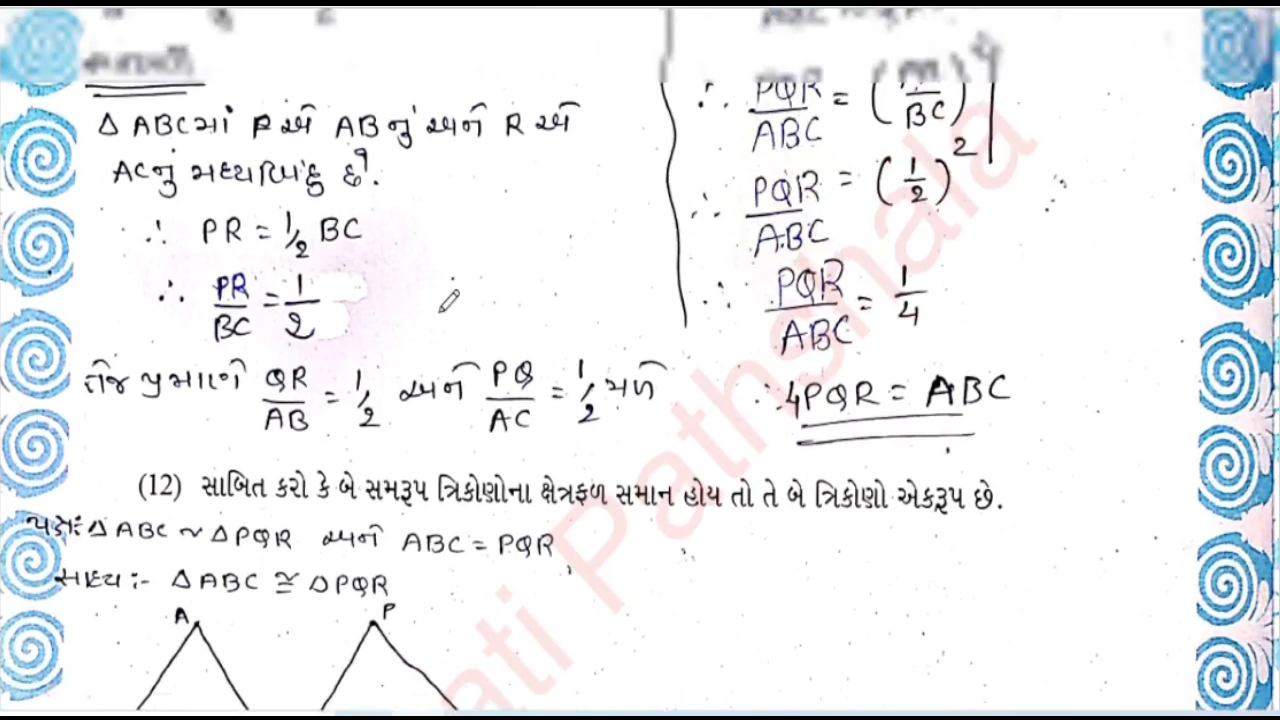 Δ ABCમાં P એ ABનું અને R એ
ACનું મધ્યબિંદુ છે.
∴ PR = 1/2 BC
∴ PR/BC = 1/2
તેજ પ્રમાણે QR/AB = 1/2 અને PQ/AC = 1/2 મળે
∴ PQR/ABC = ( /BC)
∴ PQR/ABC = (1/2)²
∴ PQR/ABC = 1/4
∴ 4PQR = ABC
(12) સાબિત કરો કે બે સમરૂપ ત્રિકોણોના ક્ષેત્રફળ સમાન હોય તો તે બે ત્રિકોણો એકરૂપ છે.
પક્ષ: Δ ABC ~ Δ PQR અને ABC = PQR
સાધ્ય :- Δ ABC ≅ Δ PQR
A P
ati Pathshala